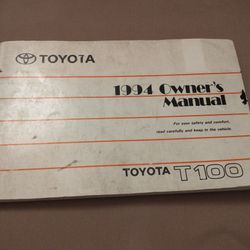 TOYOTA
1994 Owner's
Manual
For your safety and comfort,
read carefully and keep in the vehicle.
TOYOTA T100